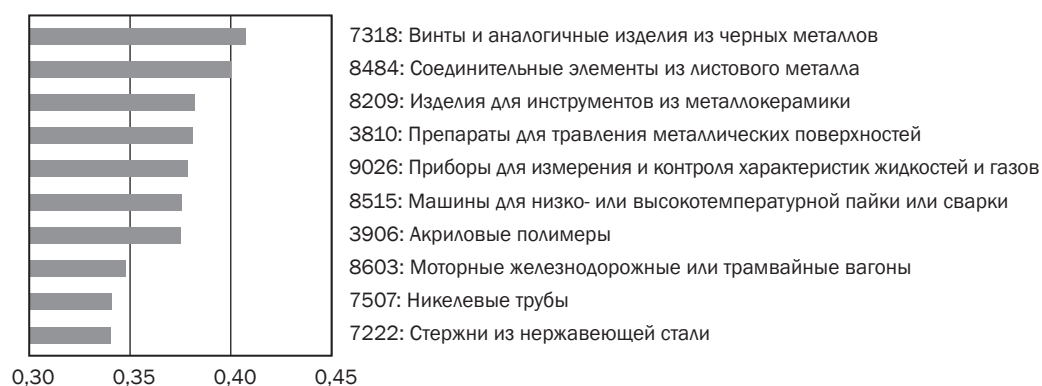 7318: Винты и аналогичные изделия из черных металлов
8484: Соединительные элементы из листового металла
8209: Изделия для инструментов из металлокерамики
3810: Препараты для травления металлических поверхностей
9026: Приборы для измерения и контроля характеристик жидкостей и газов
8515: Машины для низко- или высокотемпературной пайки или сварки
3906: Акриловые полимеры
8603: Моторные железнодорожные или трамвайные вагоны
7507: Никелевые трубы
7222: Стержни из нержавеющей стали
0,30 0,35 0,40 0,45